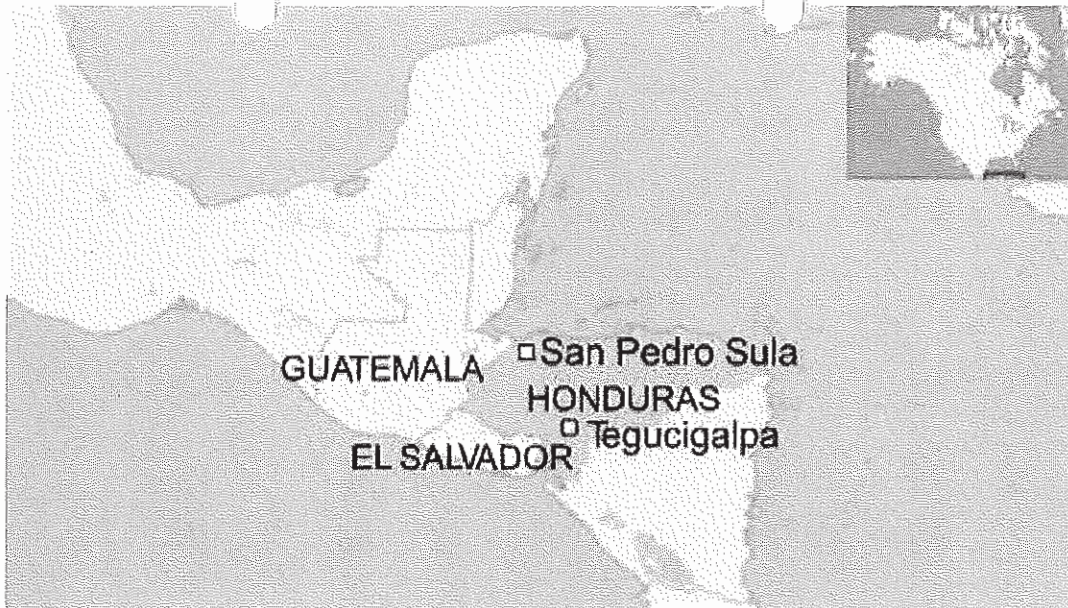 San Pedro Sula
GUATEMALA
HONDURAS
Tegucigalpa
EL SALVADOR